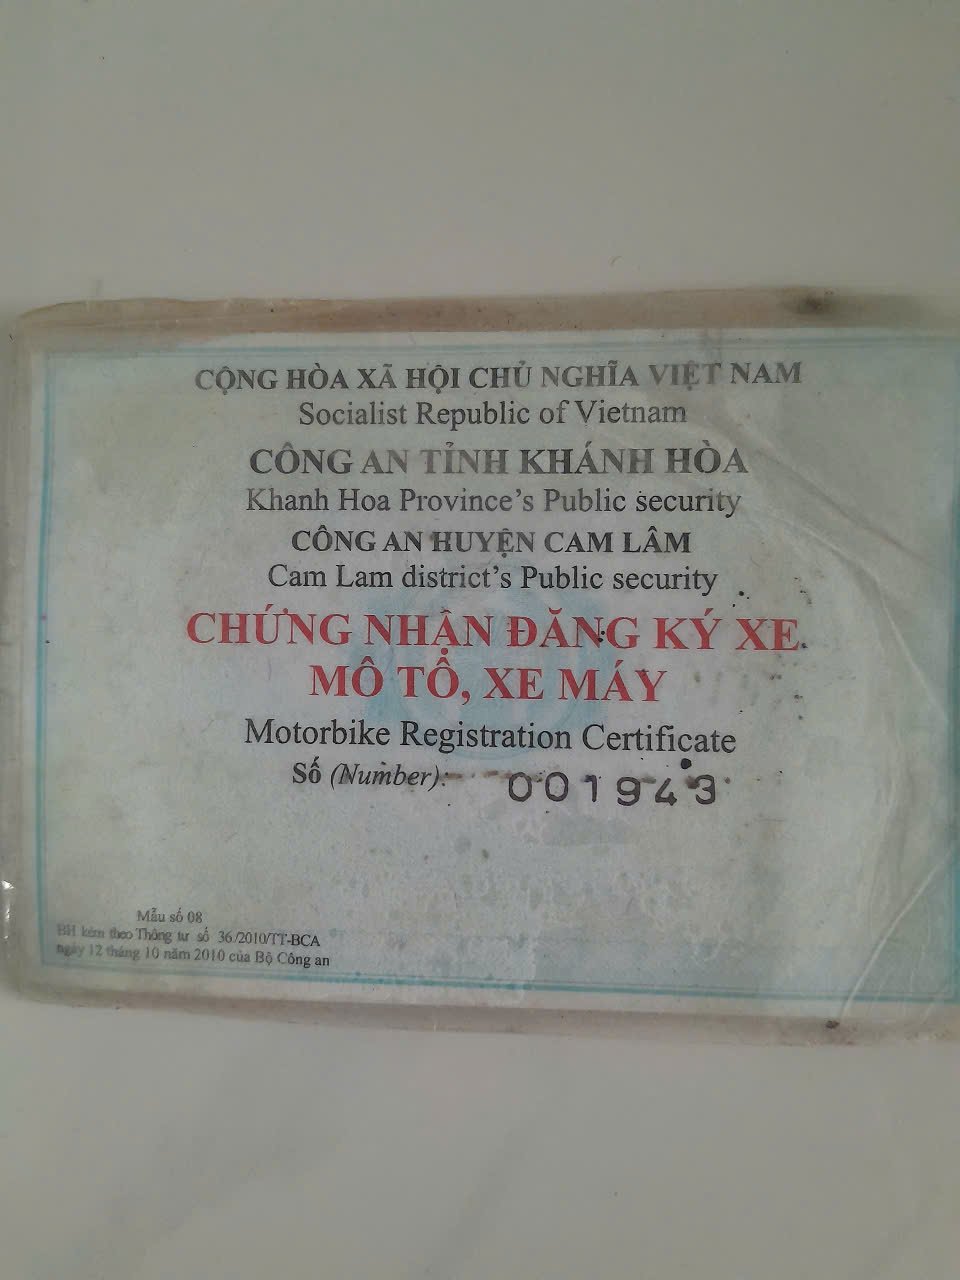 CỘNG HÒA XÃ HỘI CHỦ NGHĨA VIỆT NAM
Socialist Republic of Vietnam
CÔNG AN TỈNH KHÁNH HÒA
Khanh Hoa Province's Public security
CÔNG AN HUYỆN CAM LÂM
Cam Lam district's Public security
CHỨNG NHẬN ĐĂNG KÝ XE
MÔ TÔ, XE MÁY
Motorbike Registration Certificate
Số (Number): 001943
Mẫu số 08
BH kèm theo Thông tư số 36/2010/TT-BCA
ngày 12 tháng 10 năm 2010 của Bộ Công an